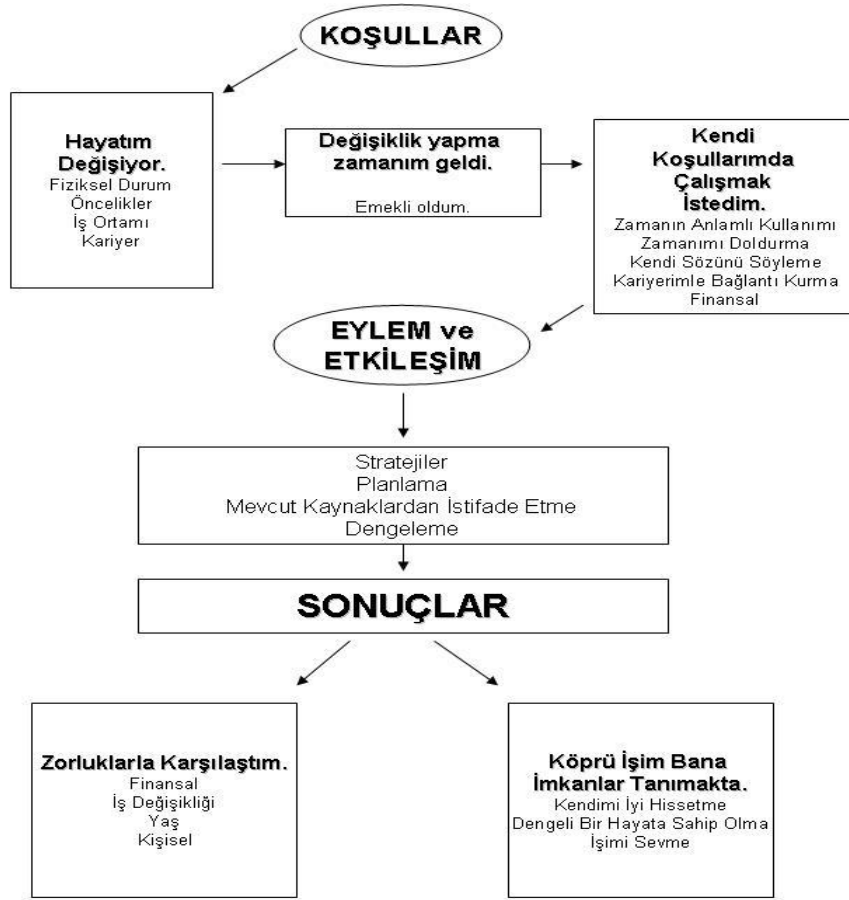 KOŞULLAR
Hayatım
Değişiyor.
Fiziksel Durum
Öncelikler
İş Ortamı
Kariyer
Değişiklik yapma
zamanım geldi.
Emekli oldum.
Kendi
Koşullarımda
Çalışmak
İstedim.
Zamanın Anlamlı Kullanımı
Zamanımı Doldurma
Kendi Sözünü Söyleme
Kariyerimle Bağlantı Kurma
Finansal
EYLEM ve
ETKİLEŞİM
Stratejiler
Planlama
Mevcut Kaynaklardan İstifade Etme
Dengeleme
SONUÇLAR
Zorluklarla Karşılaştım.
Finansal
İş Değişikliği
Yaş
Kişisel
Köprü İşim Bana
İmkanlar Tanımakta.
Kendimi İyi Hissetme
Dengeli Bir Hayata Sahip Olma
İşimi Sevme